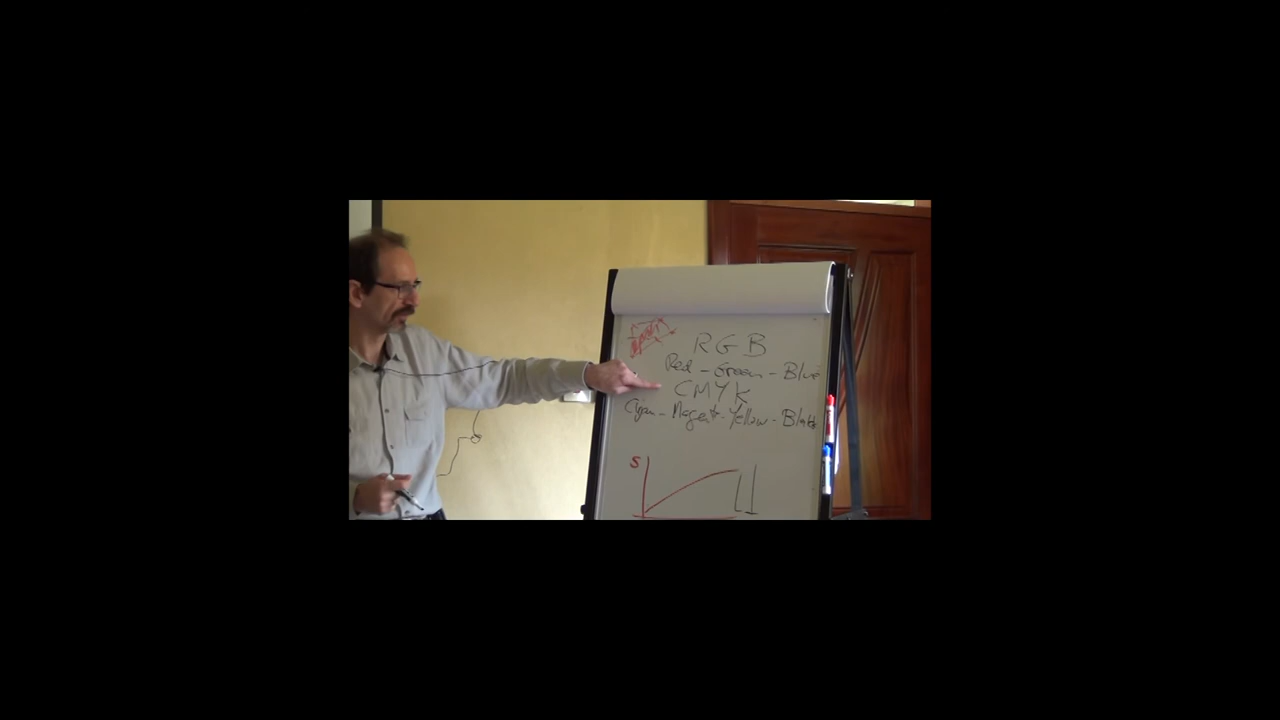 RGB
Red - Green - Blue
CMYK
Cyan - Magenta - Yellow - Black
S